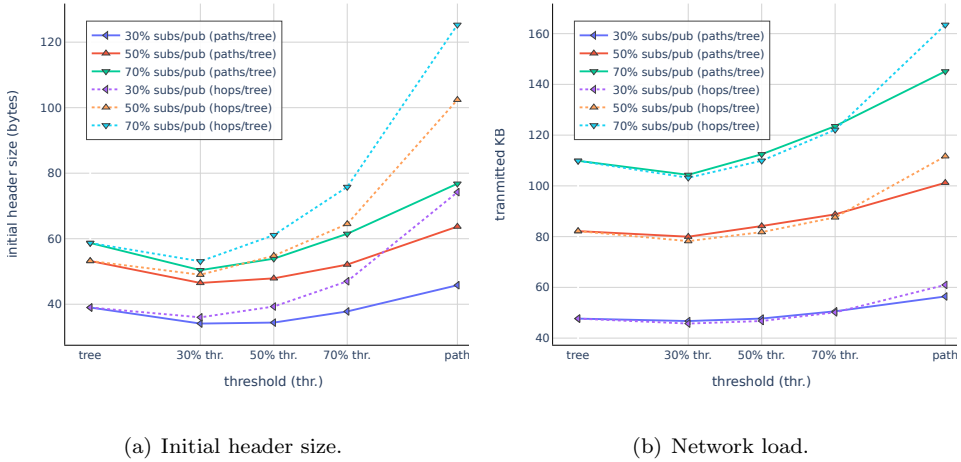 120
100
80
60
40
initial header size (bytes)
30% subs/pub (paths/tree)
50% subs/pub (paths/tree)
70% subs/pub (paths/tree)
30% subs/pub (hops/tree)
50% subs/pub (hops/tree)
70% subs/pub (hops/tree)
tree 30% thr. 50% thr. 70% thr. path
threshold (thr.)
(a) Initial header size.
160
140
120
100
80
60
40
tranmitted KB
30% subs/pub (paths/tree)
50% subs/pub (paths/tree)
70% subs/pub (paths/tree)
30% subs/pub (hops/tree)
50% subs/pub (hops/tree)
70% subs/pub (hops/tree)
tree 30% thr. 50% thr. 70% thr. path
threshold (thr.)
(b) Network load.